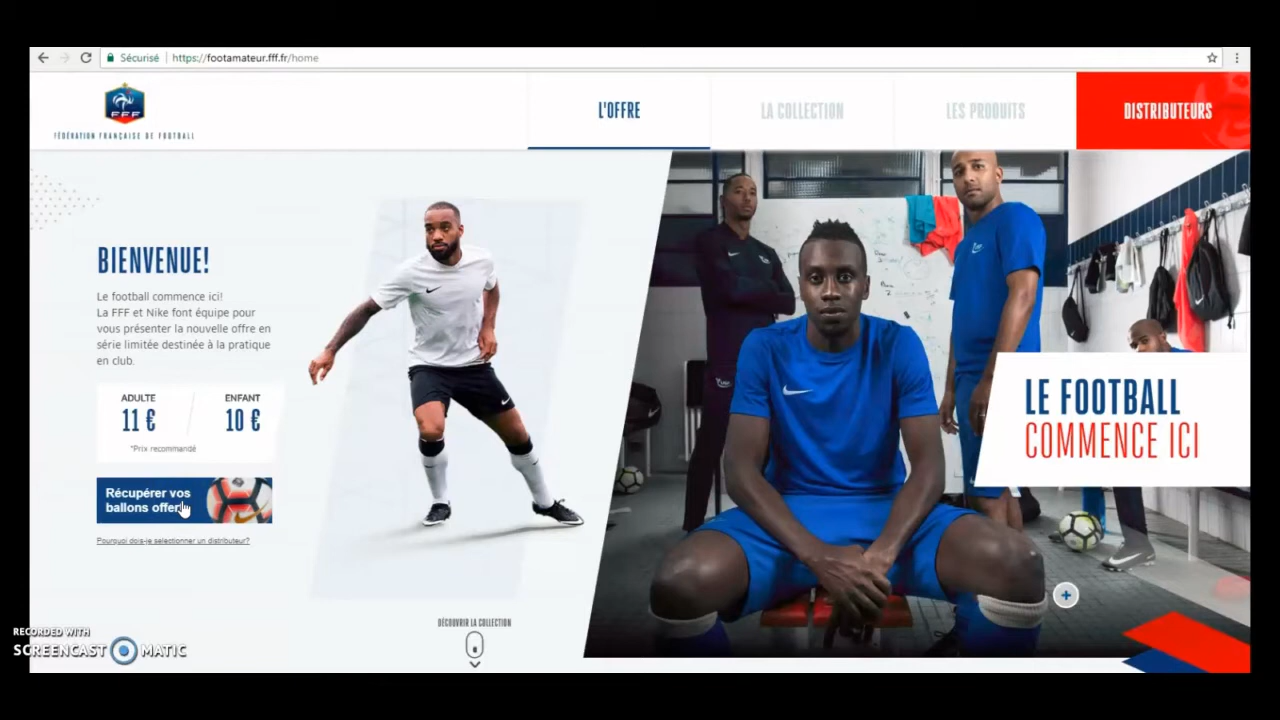 Sécurisé | https://footamateur.fff.fr/home
FFF
FÉDÉRATION FRANÇAISE DE FOOTBALL
L'OFFRE
LA COLLECTION
LES PRODUITS
DISTRIBUTEURS
BIENVENUE!
Le football commence ici!
La FFF et Nike font équipe pour
vous présenter la nouvelle offre en
série limitée destinée à la pratique
en club.
ADULTE
11 €
ENFANT
10 €
*Prix recommandé
Récupérer vos
ballons offerts
Pourquoi dois-je selectionner un distributeur?
DÉCOUVRIR LA COLLECTION
LE FOOTBALL
COMMENCE ICI
RECORDED WITH
SCREENCAST MATIC